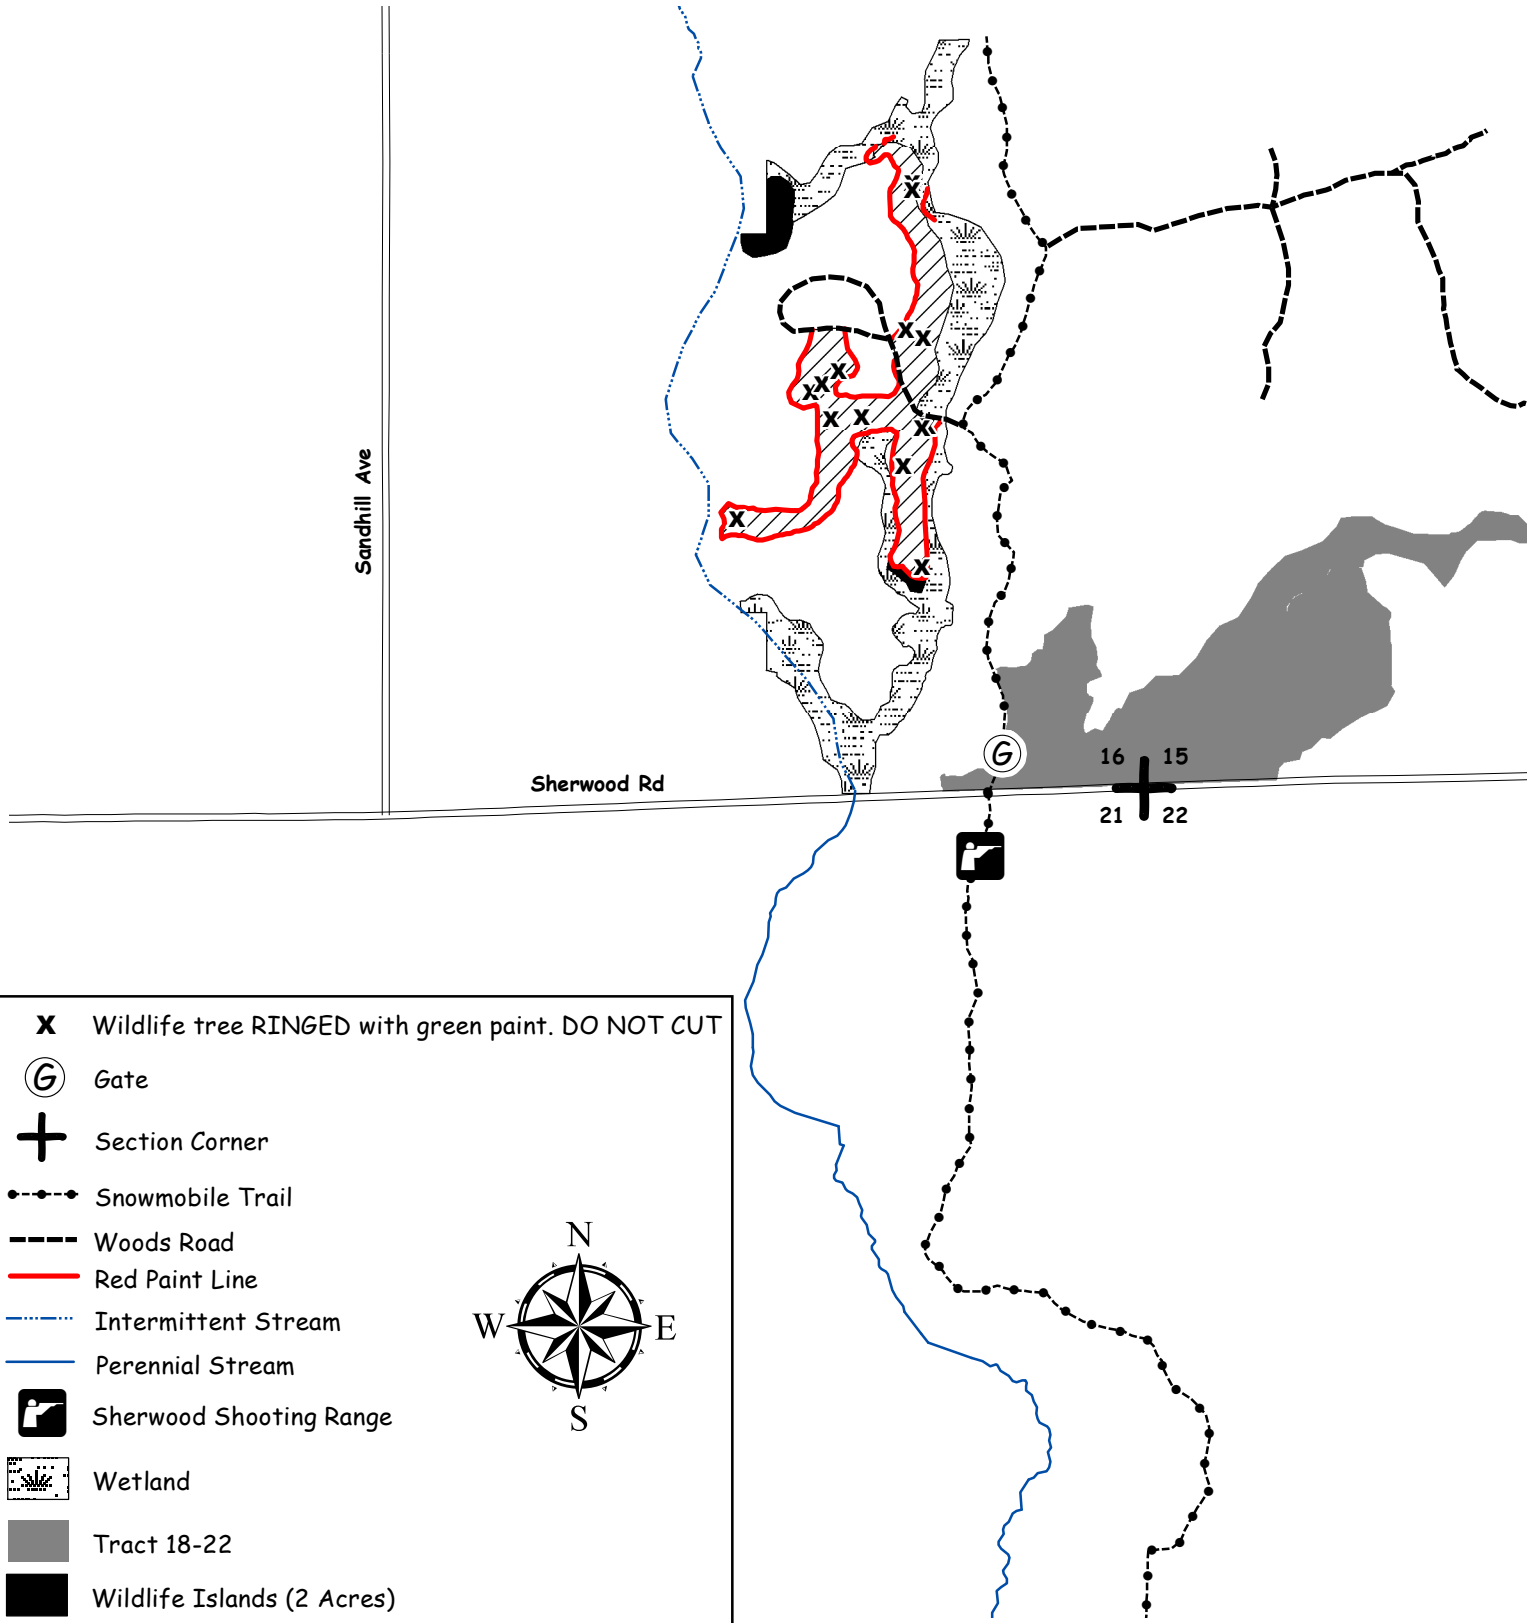 Sandhill Ave
Sherwood Rd
G
16 15
21 22
X
X
X
X
X
X
X
X
X
X
X
X
X Wildlife tree RINGED with green paint. DO NOT CUT
G Gate
Section Corner
Snowmobile Trail
Woods Road
Red Paint Line
Intermittent Stream
Perennial Stream
Sherwood Shooting Range
Wetland
Tract 18-22
Wildlife Islands (2 Acres)
N
W E
S